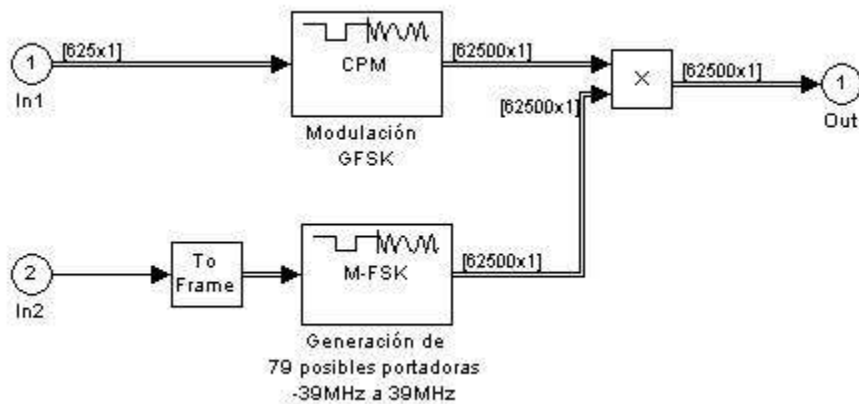 1
In1
[625x1]
CPM
Modulación
GFSK
[62500x1]
[62500x1]
×
[62500x1]
1
Out
2
In2
To
Frame
M-FSK
[62500x1]
Generación de
79 posibles portadoras
-39MHz a 39MHz